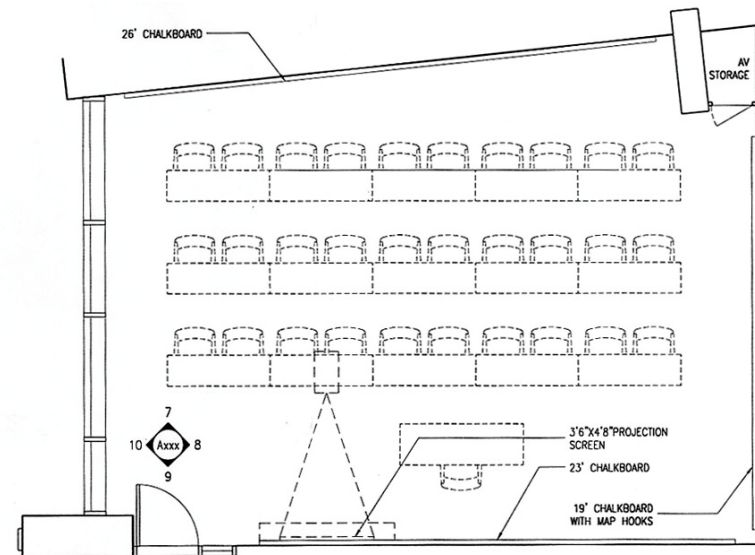 26' CHALKBOARD
AV
STORAGE
7
10 Axxx 8
9
3'6"X4'8"PROJECTION
SCREEN
23' CHALKBOARD
19' CHALKBOARD
WITH MAP HOOKS